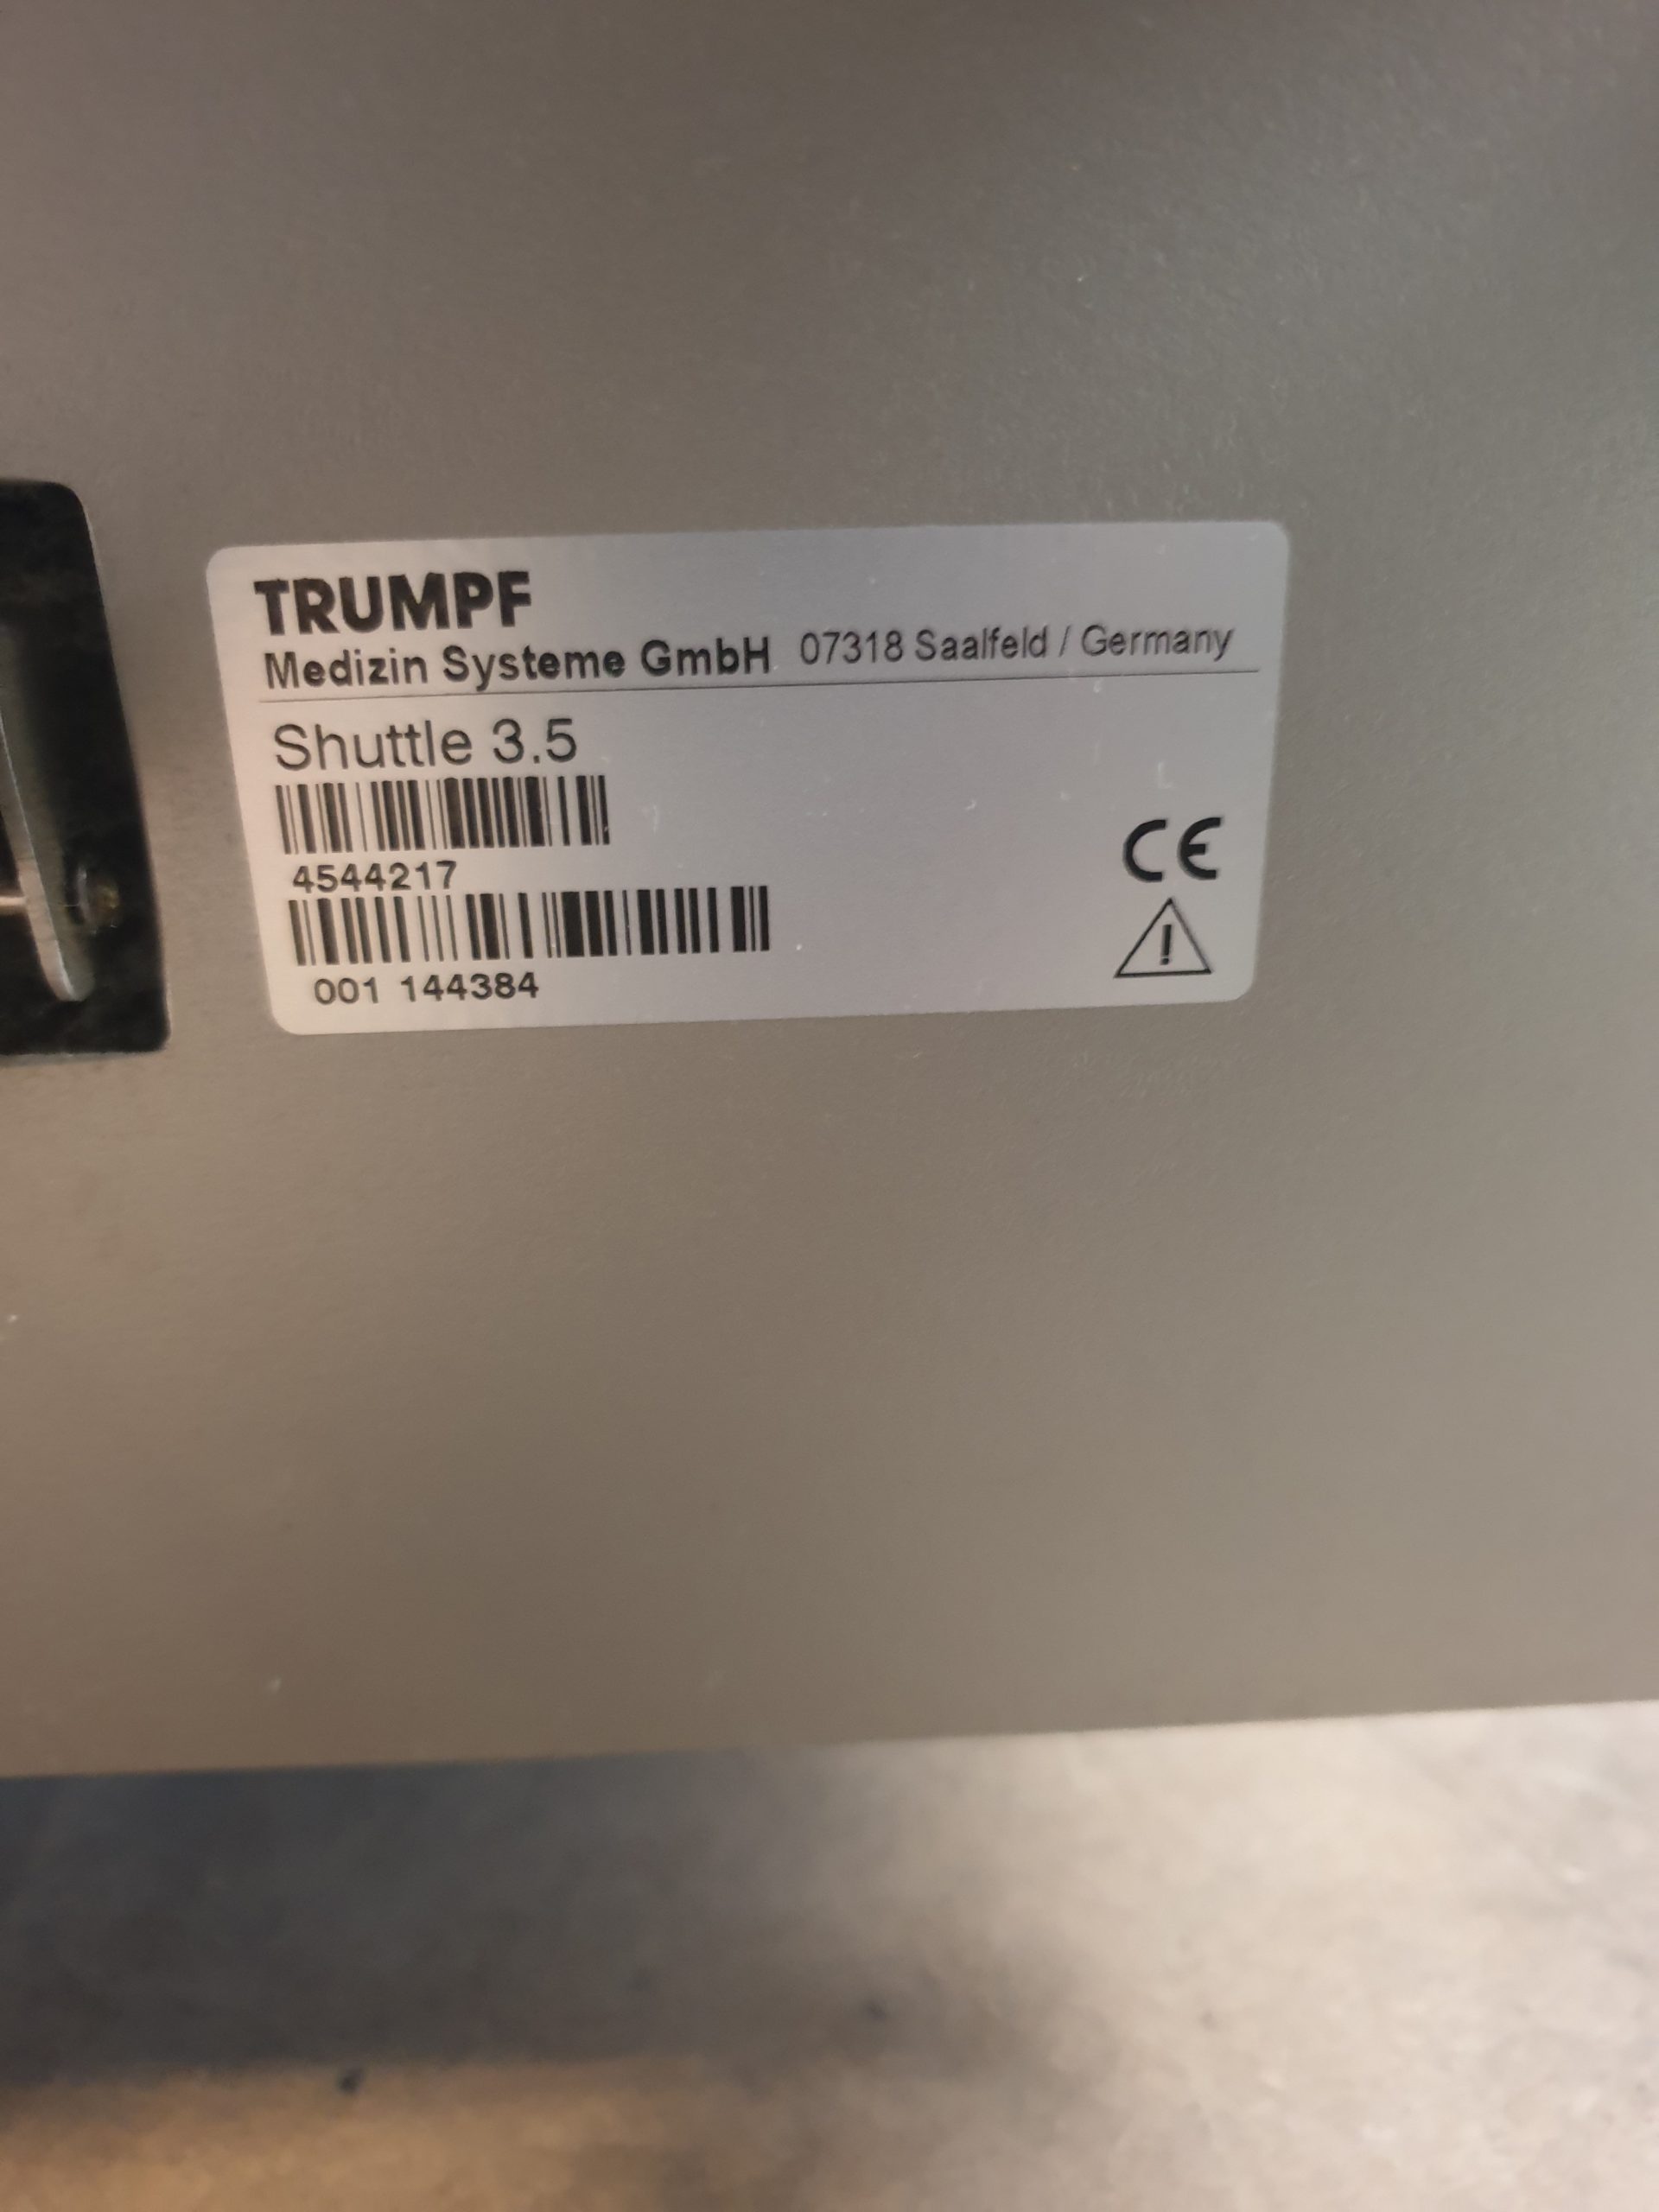 TRUMPF
Medizin Systeme GmbH 07318 Saalfeld / Germany
Shuttle 3.5
4544217
CE
!
001 144384